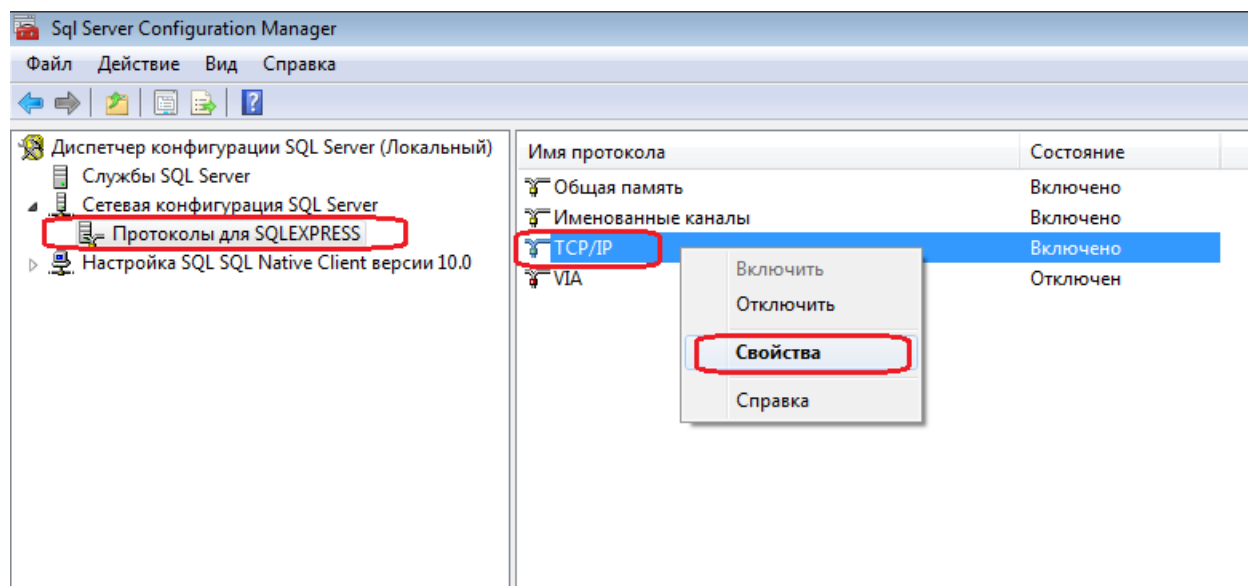 Sql Server Configuration Manager
Файл Действие Вид Справка
Диспетчер конфигурации SQL Server (Локальный)
Службы SQL Server
Сетевая конфигурация SQL Server
Протоколы для SQLEXPRESS
Настройка SQL SQL Native Client версии 10.0
Имя протокола Состояние
Общая память Включено
Именованные каналы Включено
TCP/IP Включено
VIA Отключен
Включить
Отключить
Свойства
Справка